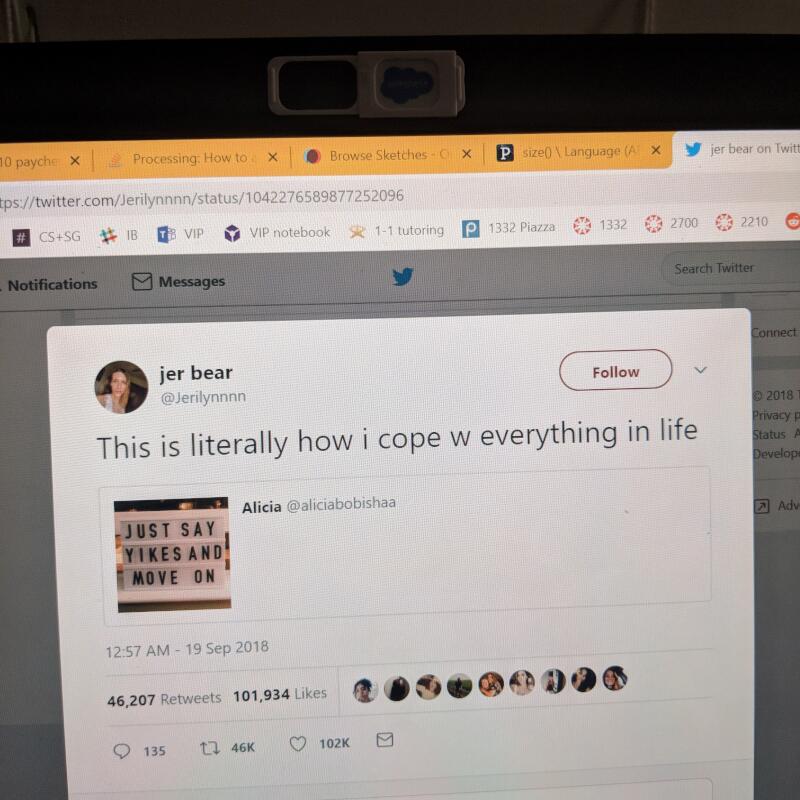 10 payche
Processing: How to a
Browse Sketches - O
size() \ Language (A
jer bear on Twitt
tps://twitter.com/Jerilynnnn/status/1042276589877252096
CS+SG
IB
VIP
VIP notebook
1-1 tutoring
1332 Piazza
1332
2700
2210
Notifications
Messages
Search Twitter
jer bear
@Jerilynnnn
Follow
This is literally how i cope w everything in life
Alicia @aliciabobishaa
JUST SAY
YIKES AND
MOVE ON
12:57 AM - 19 Sep 2018
46,207 Retweets 101,934 Likes
135 46K 102K
Connect
© 2018 T
Privacy p
Status A
Develope
Adv